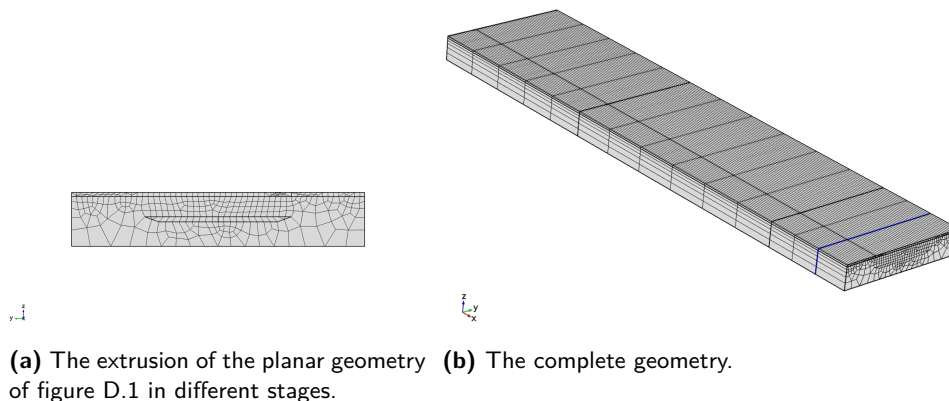 z
y x
z
y
x
(a) The extrusion of the planar geometry
of figure D.1 in different stages.
(b) The complete geometry.